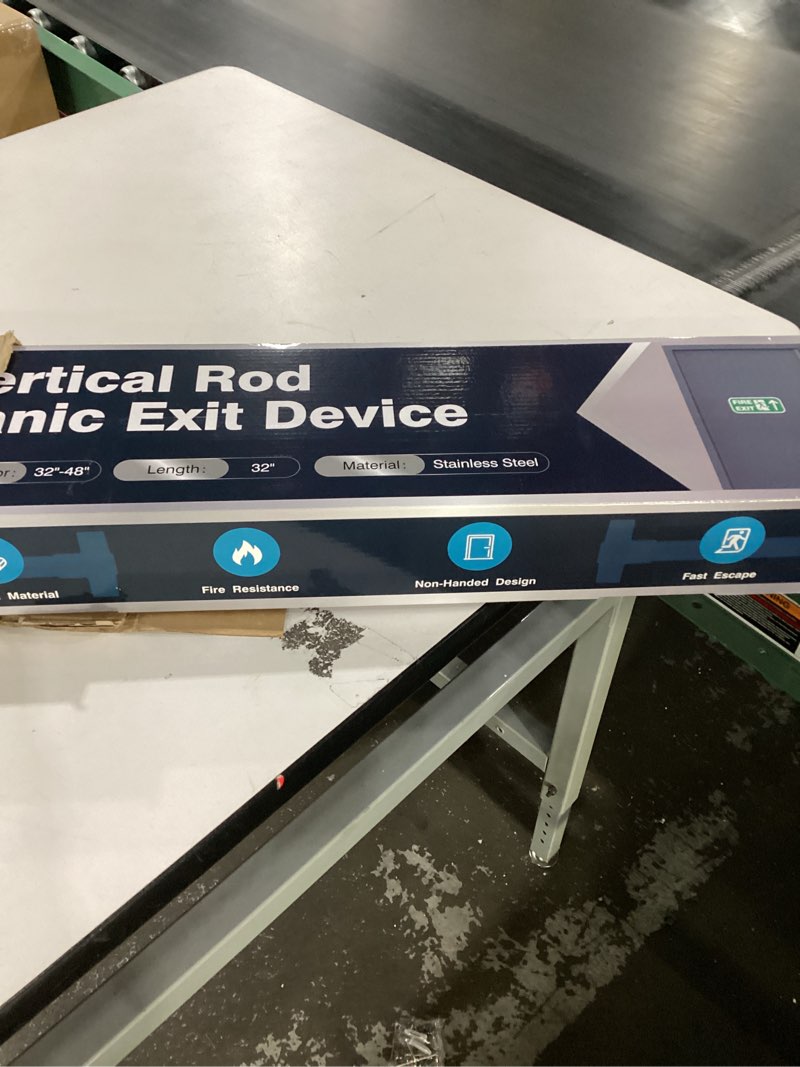 ertical Rod
anic Exit Device
or: 32"-48" Length: 32" Material: Stainless Steel
FIRE
EXIT
Material Fire Resistance Non-Handed Design Fast Escape